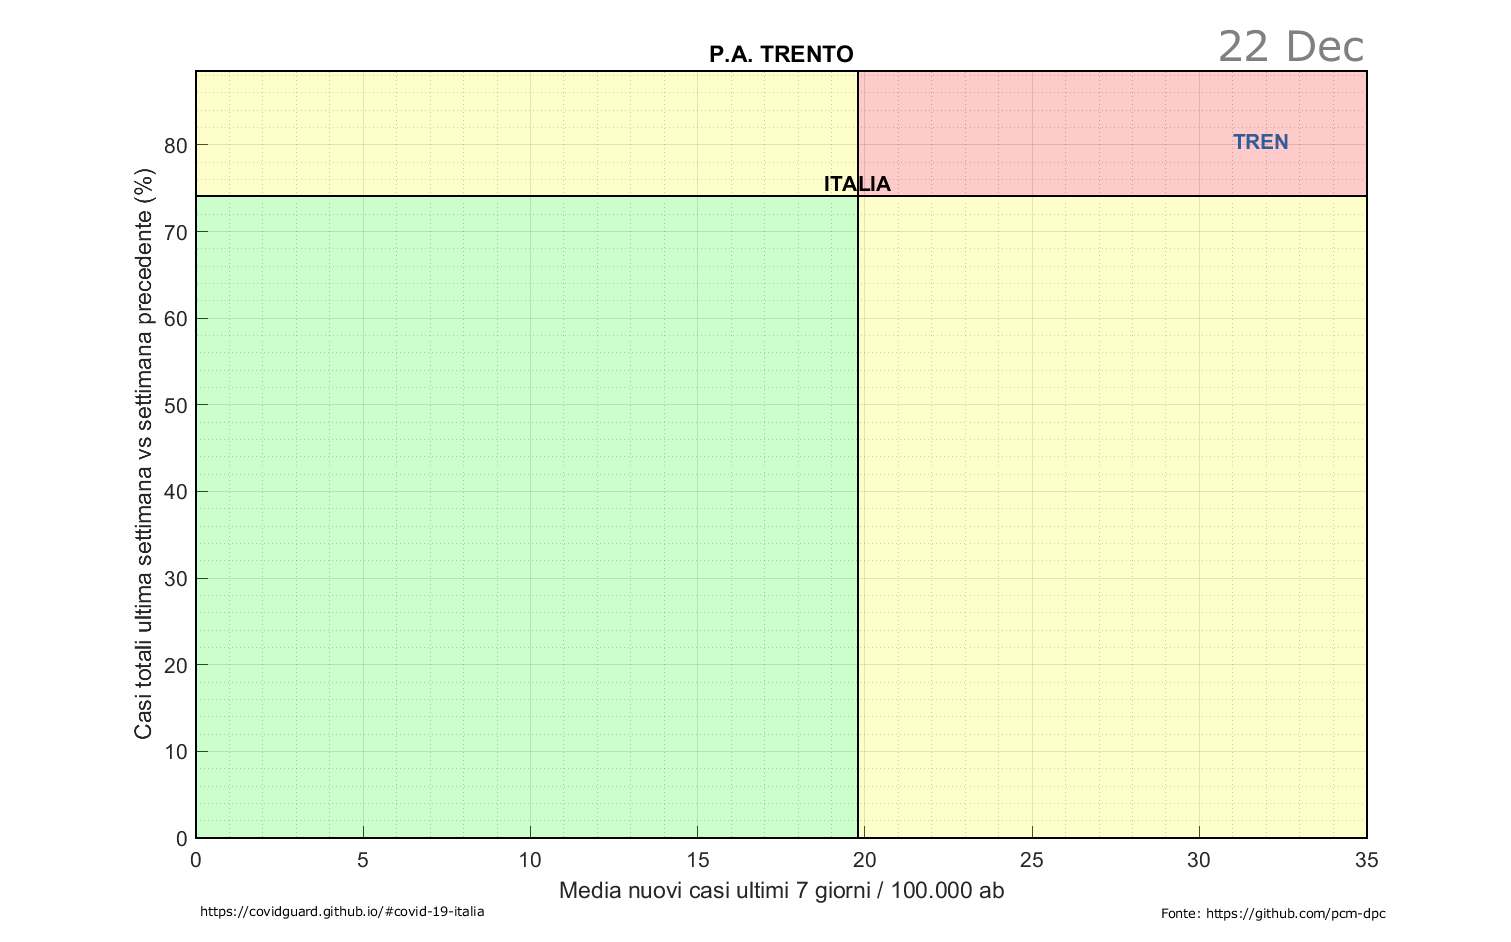 22 Dec
P.A. TRENTO
TREN
ITALIA
Casi totali ultima settimana vs settimana precedente (%)
80
70
60
50
40
30
20
10
0
0 5 10 15 20 25 30 35
Media nuovi casi ultimi 7 giorni / 100.000 ab
https://covidguard.github.io/#covid-19-italia
Fonte: https://github.com/pcm-dpc